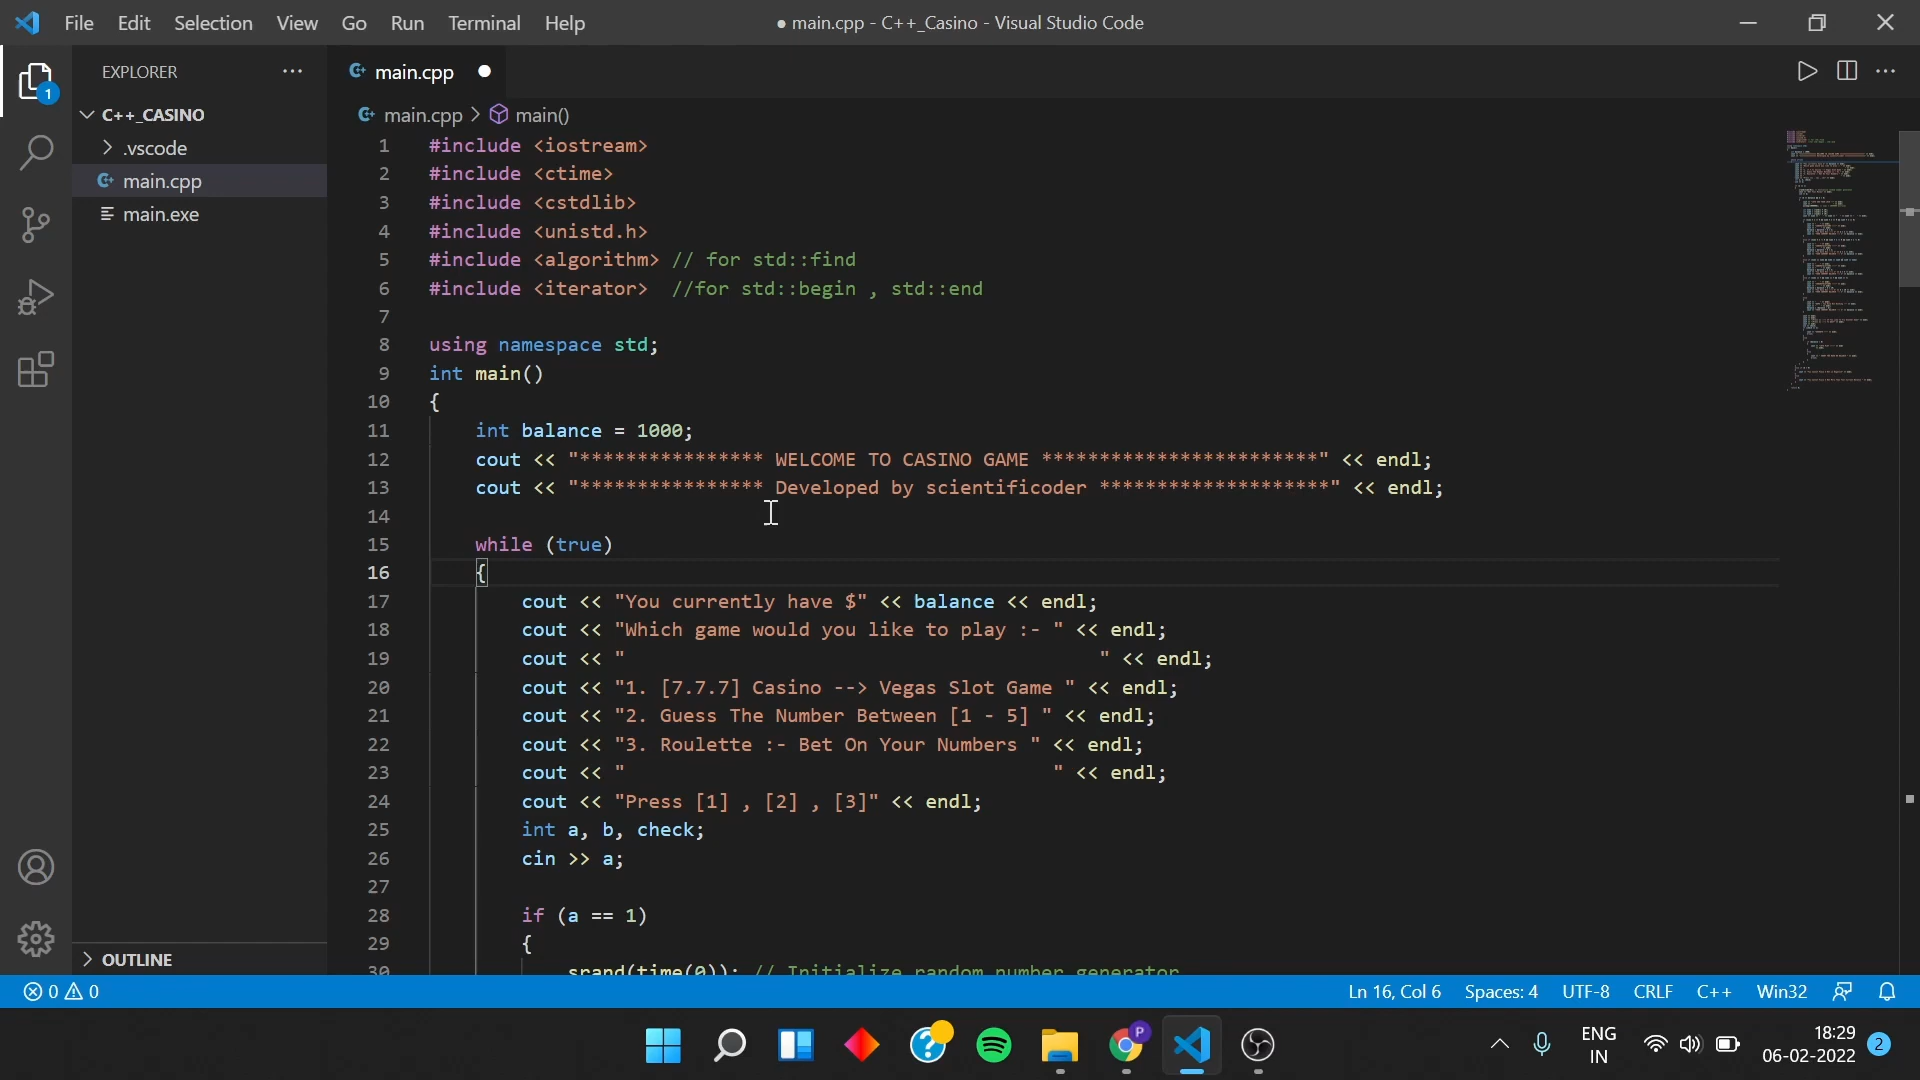 File Edit Selection View Go Run Terminal Help
● main.cpp - C++_Casino - Visual Studio Code
EXPLORER
main.cpp
1
C++_CASINO
main.cpp > main()
.vscode
main.cpp
main.exe
1 #include <iostream>
2 #include <ctime>
3 #include <cstdlib>
4 #include <unistd.h>
5 #include <algorithm> // for std::find
6 #include <iterator>  //for std::begin , std::end
7
8 using namespace std;
9 int main()
10 {
11 int balance = 1000;
12 cout << "**************** WELCOME TO CASINO GAME ************************" << endl;
13 cout << "**************** Developed by scientificoder ********************" << endl;
14
15 while (true)
16 {
17 cout << "You currently have $" << balance << endl;
18 cout << "Which game would you like to play :- " << endl;
19 cout << "                                         " << endl;
20 cout << "1. [7.7.7] Casino --> Vegas Slot Game " << endl;
21 cout << "2. Guess The Number Between [1 - 5] " << endl;
22 cout << "3. Roulette :- Bet On Your Numbers " << endl;
23 cout << "                                     " << endl;
24 cout << "Press [1] , [2] , [3]" << endl;
25 int a, b, check;
26 cin >> a;
27
28 if (a == 1)
29 {
30 srand(time(0)); // Initialize random number generator
OUTLINE
0 0
Ln 16, Col 6 Spaces: 4 UTF-8 CRLF C++ Win32
P
ENG
IN
18:29
06-02-2022
2